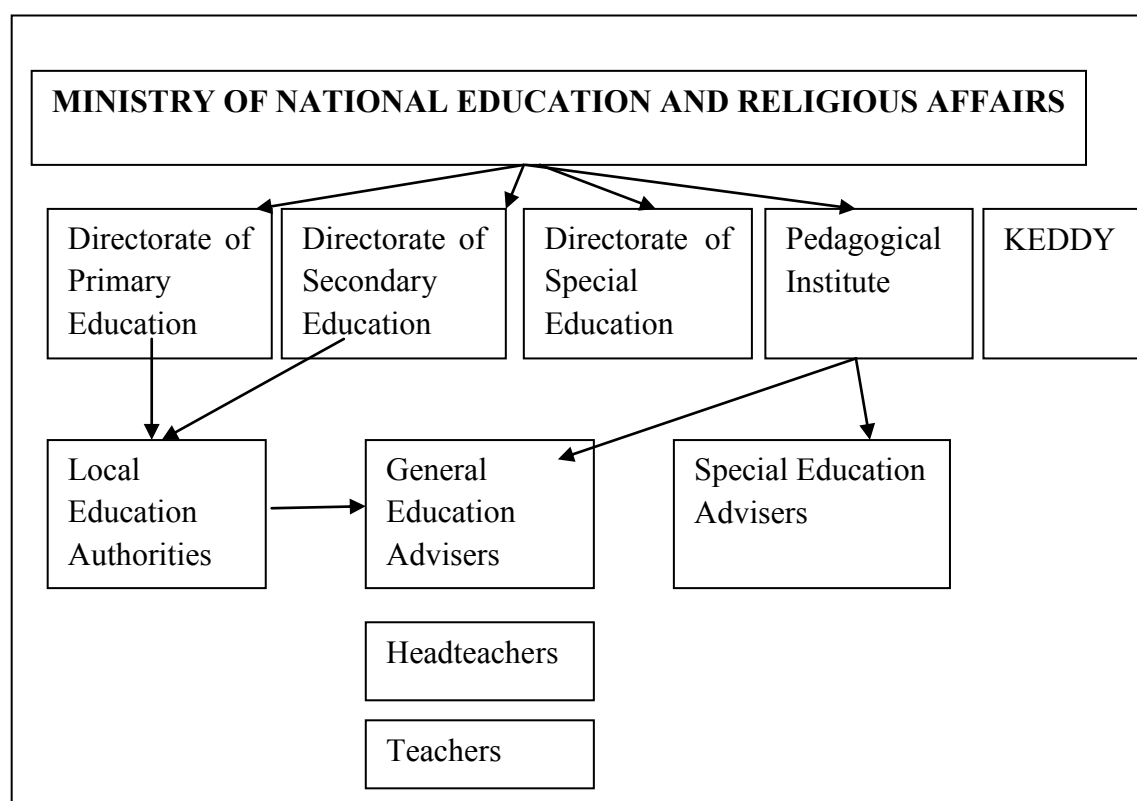 MINISTRY OF NATIONAL EDUCATION AND RELIGIOUS AFFAIRS
Directorate of
Primary
Education
Directorate of
Secondary
Education
Directorate of
Special
Education
Pedagogical
Institute
KEDDY
Local
Education
Authorities
General
Education
Advisers
Special Education
Advisers
Headteachers
Teachers